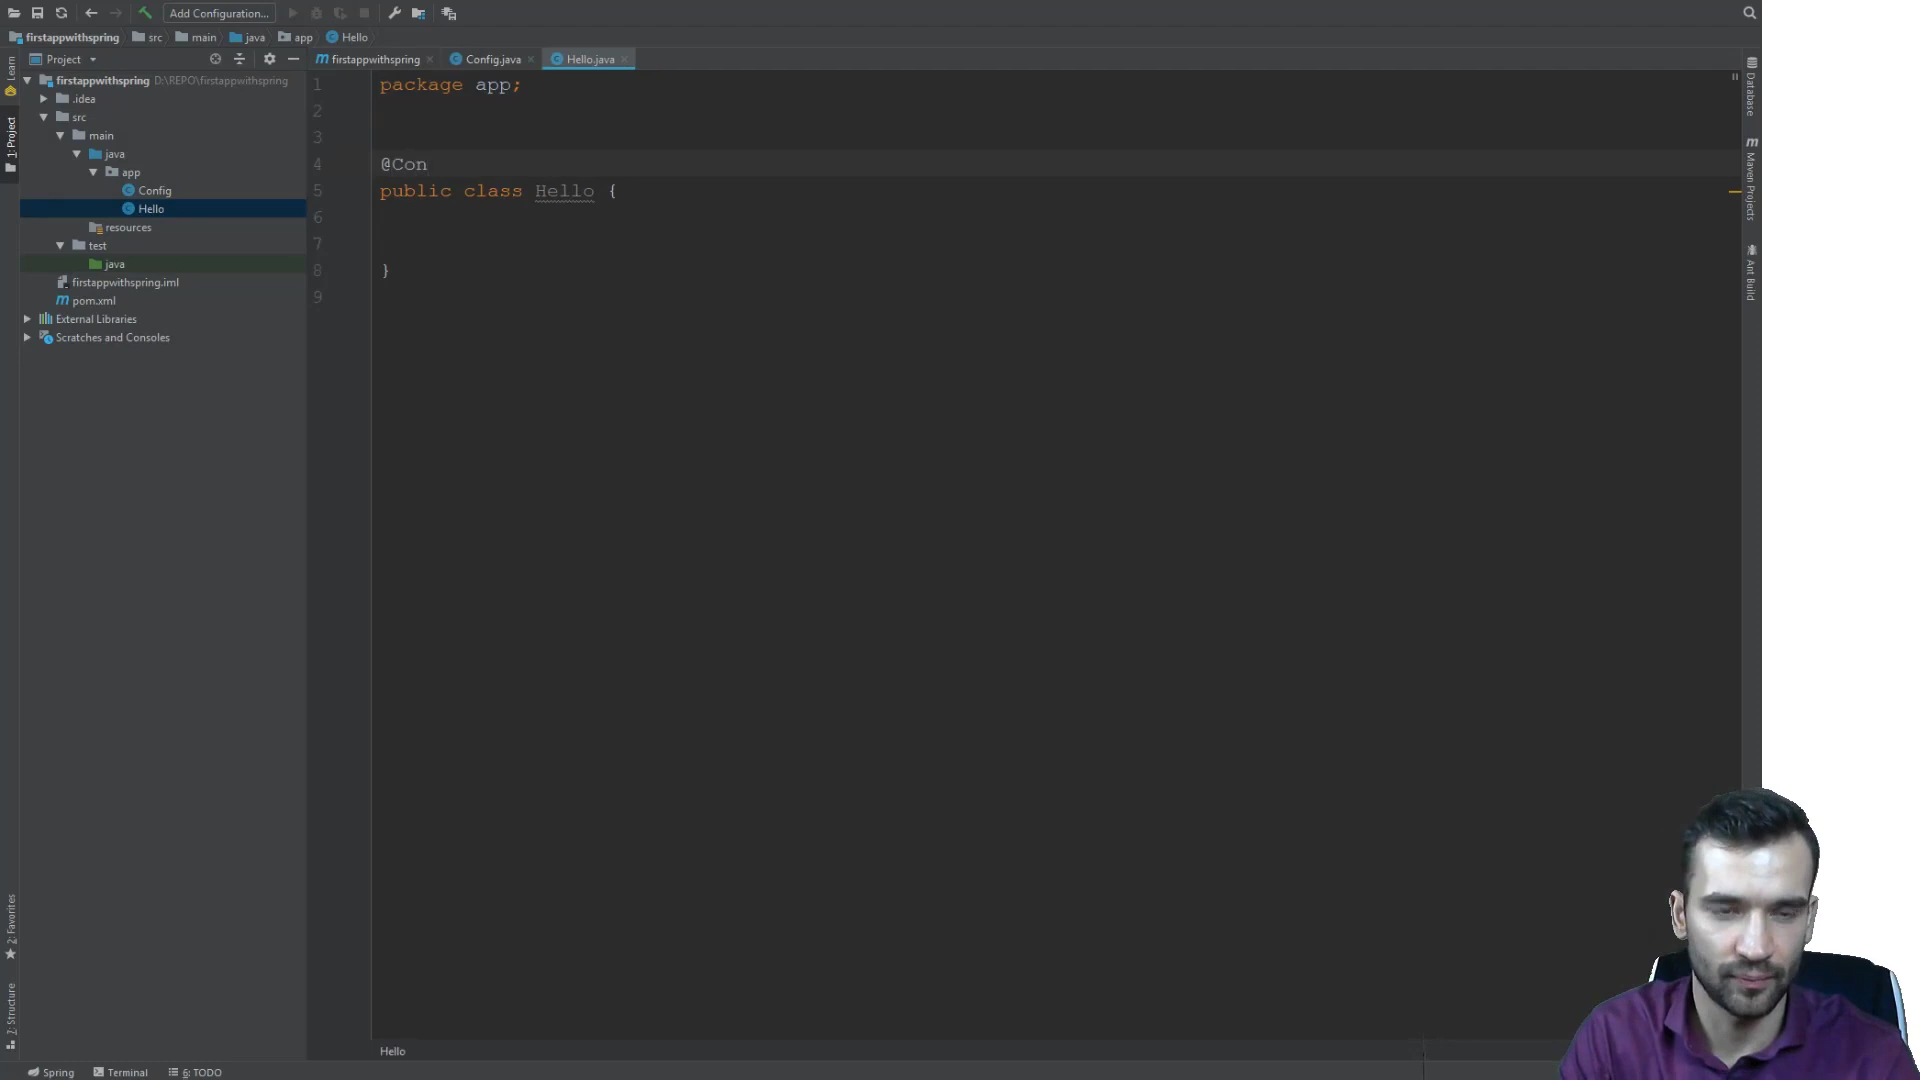 Add Configuration...
firstappwithspring src main java app Hello
Project
firstappwithspring Config.java Hello.java
Learn
1: Project
2: Favorites
7: Structure
firstappwithspring D:\REPO\firstappwithspring
.idea
src
main
java
app
Config
Hello
resources
test
java
firstappwithspring.iml
pom.xml
External Libraries
Scratches and Consoles
1 package app;
2
3
4 @Con
5 public class Hello {
6
7
8 }
9
Database
Maven Projects
Ant Build
Hello
Spring Terminal 6: TODO